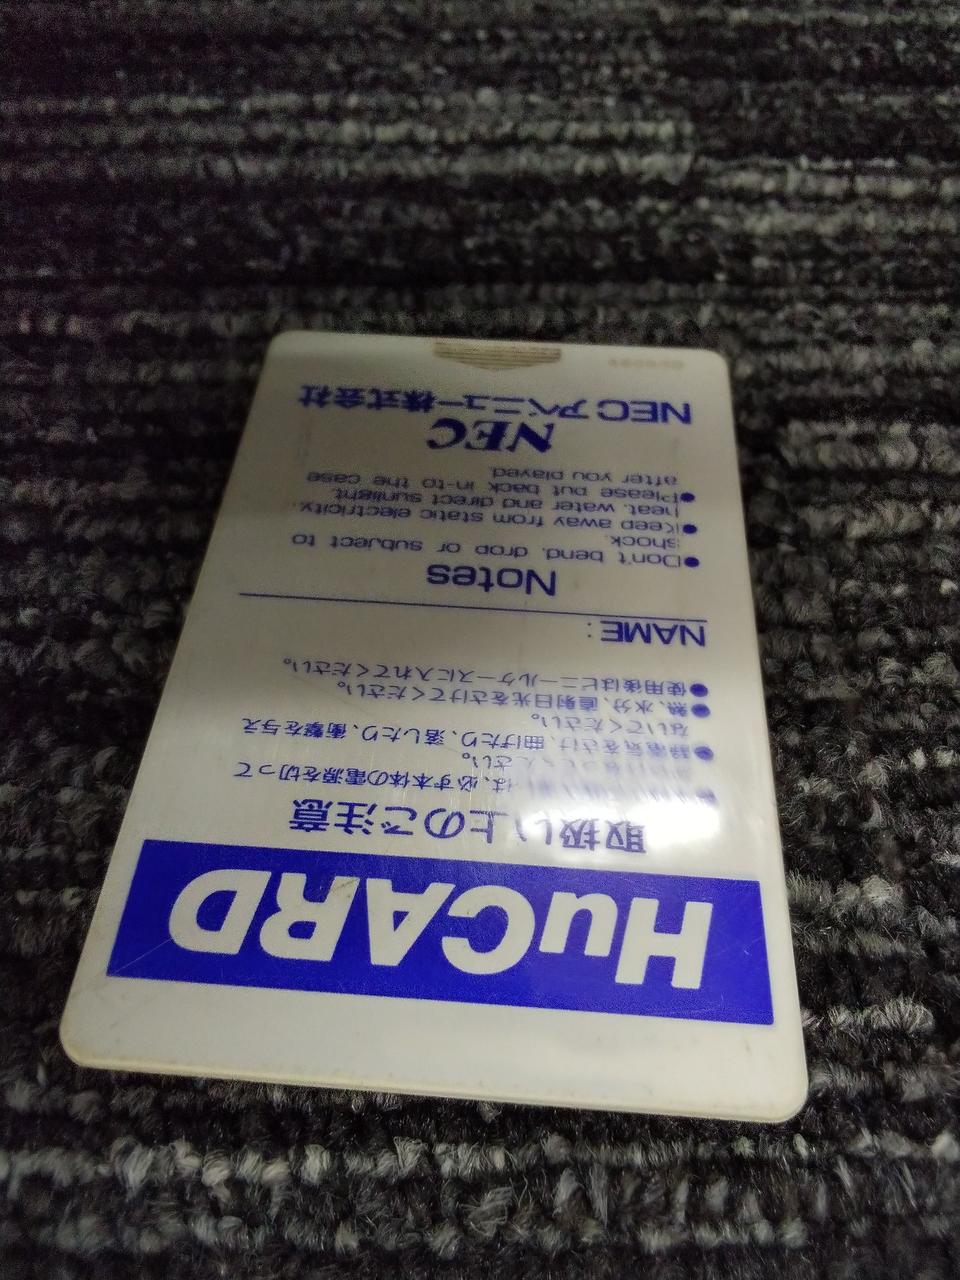 HuCARD
取扱い上のご注意
は、必ず本体の電源を切って
ください。
●静電気をさけ、曲げたり、落したり、衝撃を与え
ないでください。
●熱、水分、直射日光をさけてください。
●使用後はビニールケースに入れてください。
NAME:
Notes
●Don't bend, drop or subject to
shock.
●Keep away from static electricity,
heat, water and direct sunlight.
●Please put back in-to the case
after you played.
NEC
NEC アベニュー株式会社